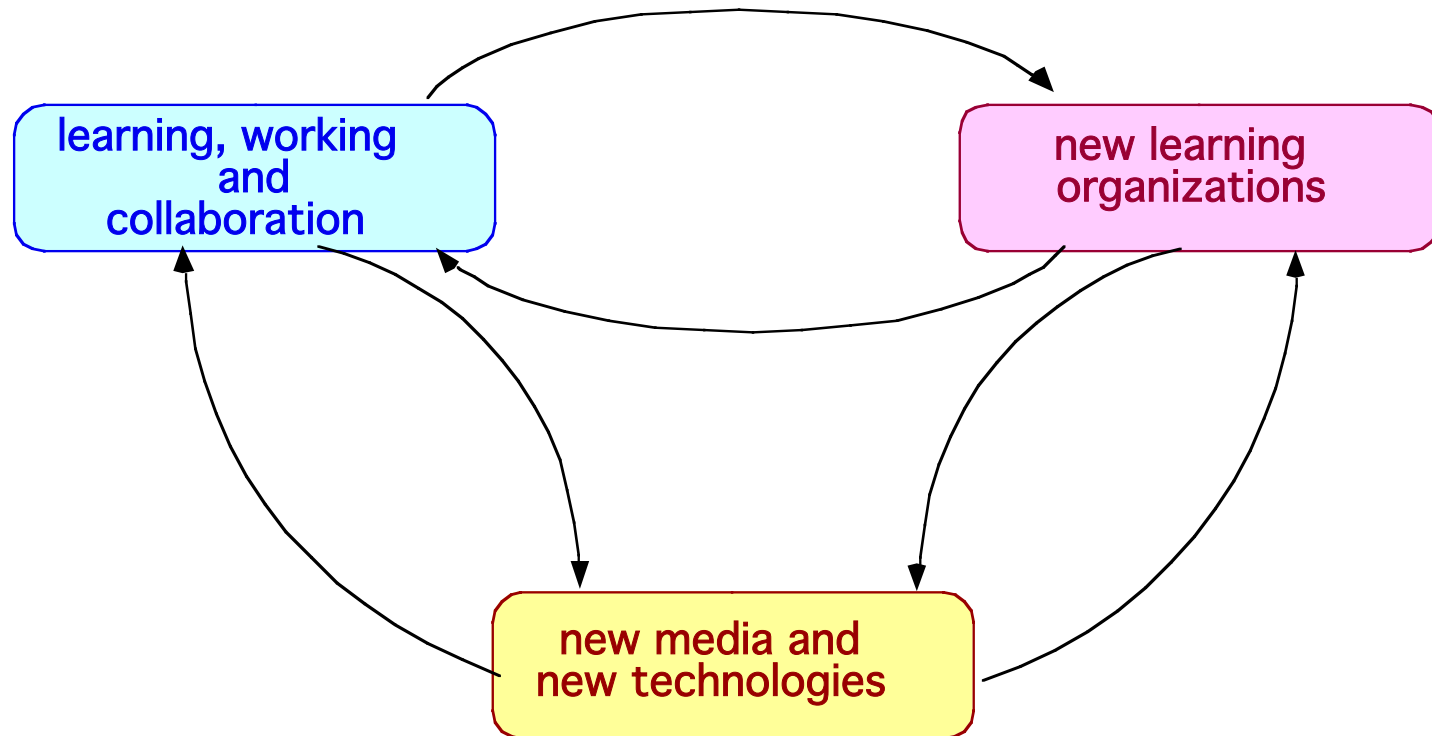 learning, working
and
collaboration
new learning
organizations
new media and
new technologies